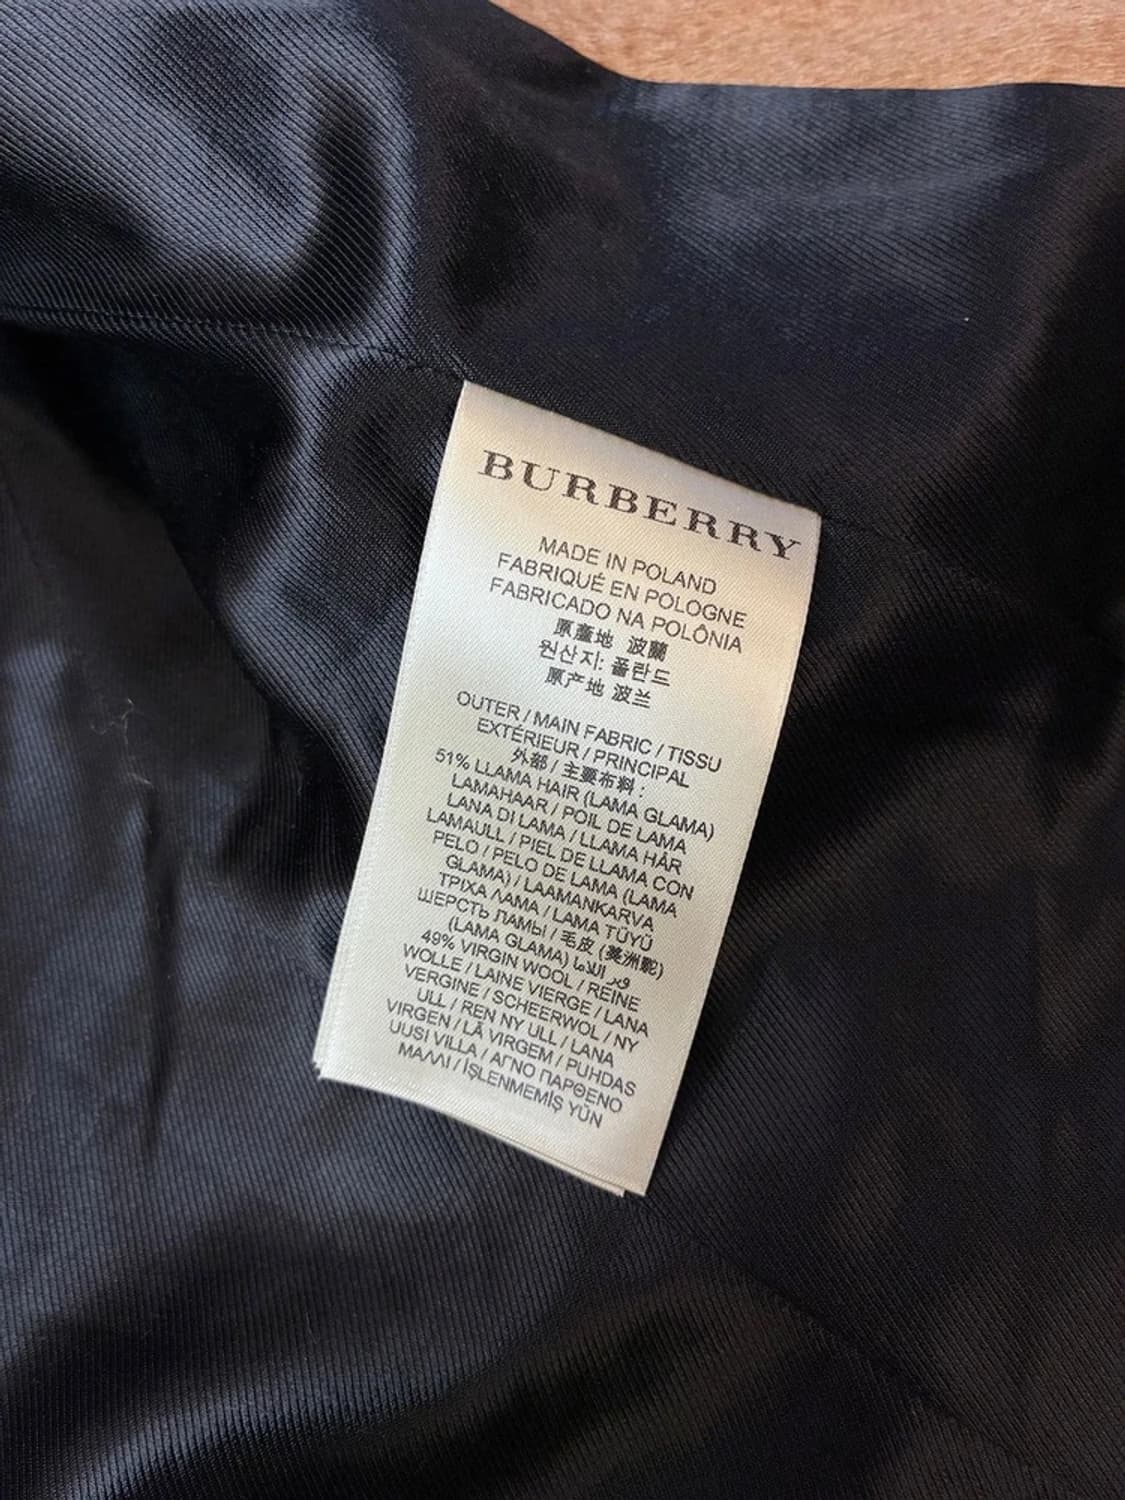 BURBERRY
MADE IN POLAND
FABRIQUÉ EN POLOGNE
FABRICADO NA POLÔNIA
原產地 波蘭
원산지: 폴란드
原产地 波兰
OUTER / MAIN FABRIC / TISSU
EXTÉRIEUR / PRINCIPAL
外部 / 主要布料 :
51% LLAMA HAIR (LAMA GLAMA)
LAMAHAAR / POIL DE LAMA
LANA DI LAMA / LLAMA HÅR
LAMAULL / PIEL DE LLAMA CON
PELO / PELO DE LAMA (LAMA
GLAMA) / LAAMANKARVA
ΤΡΙΧΑ ΛΑΜΑ / LAMA TÜYÜ
ШЕРСТЬ ЛАМЫ / 毛皮 (美洲駝)
(LAMA GLAMA) وبر اللاما
49% VIRGIN WOOL / REINE
WOLLE / LAINE VIERGE / LANA
VERGINE / SCHEERWOL / NY
ULL / REN NY ULL / LANA
VIRGEN / LÃ VIRGEM / PUHDAS
UUSI VILLA / ΑΓΝΟ ΠΑΡΘΕΝΟ
ΜΑΛΛΙ / İŞLENMEMİŞ YÜN